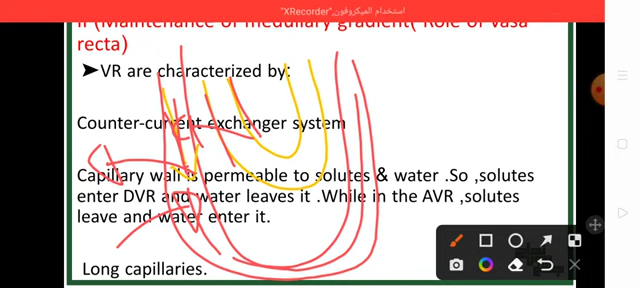 استخدام الميكروفون "XRecorder"
II (Maintenance of medullary gradient( Role of vasa
recta)
➤VR are characterized by:
Counter-current exchanger system
Capillary wall is permeable to solutes & water .So ,solutes
enter DVR and water leaves it .While in the AVR ,solutes
leave and water enter it.
Long capillaries.